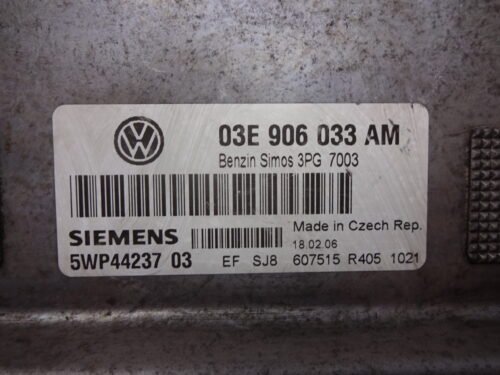 03E 906 033 AM
Benzin Simos 3PG 7003
Made in Czech Rep.
SIEMENS
18.02.06
5WP44237 03 EF SJ8 607515 R405 1021